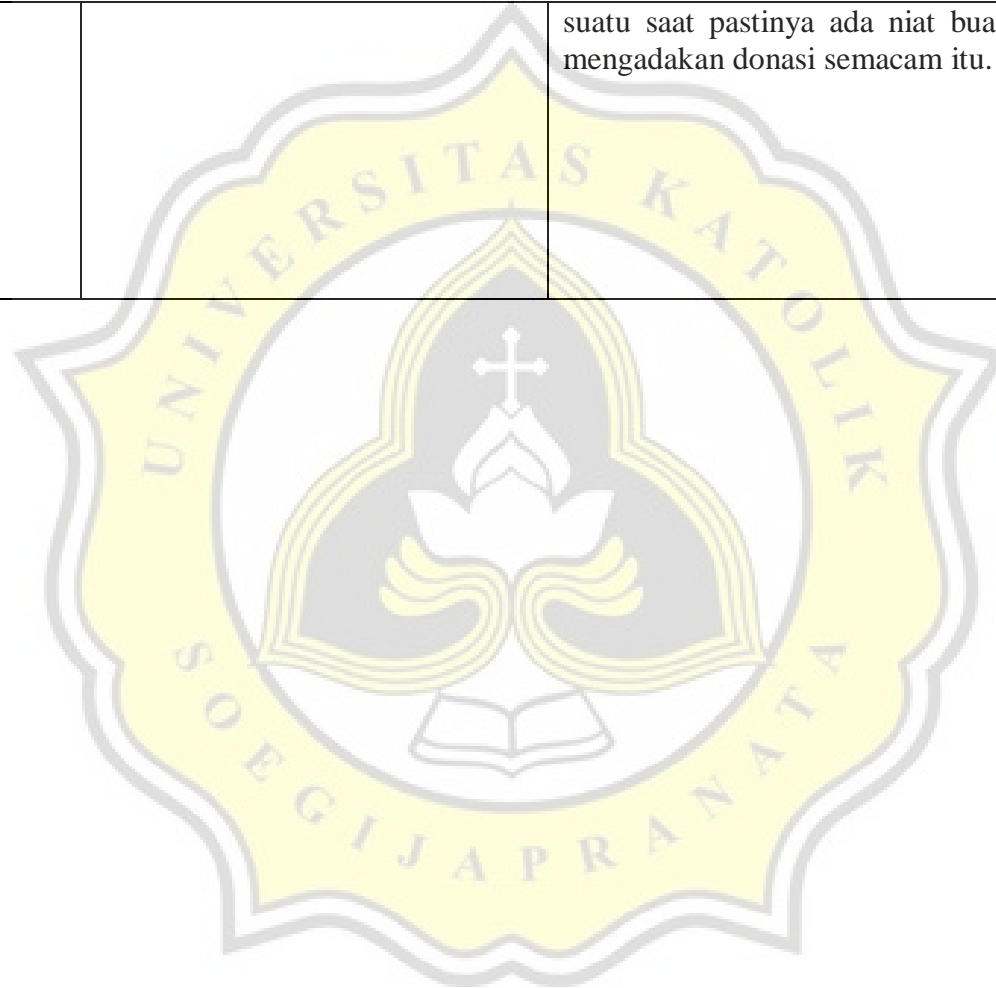 suatu saat pastinya ada niat bua
mengadakan donasi semacam itu.
UNIVERSITAS KATOLIK
SOEGIJAPRANATA